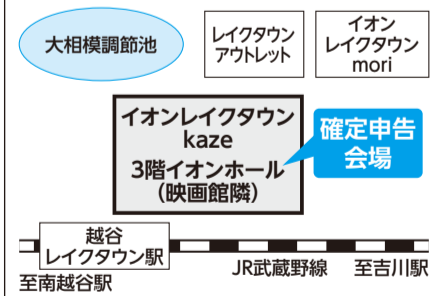 大相模調節池
レイクタウン
アウトレット
イオン
レイクタウン
mori
イオンレイクタウン
kaze
3階イオンホール
（映画館隣）
確定申告
会場
越谷
レイクタウン駅
至南越谷駅
JR武蔵野線
至吉川駅